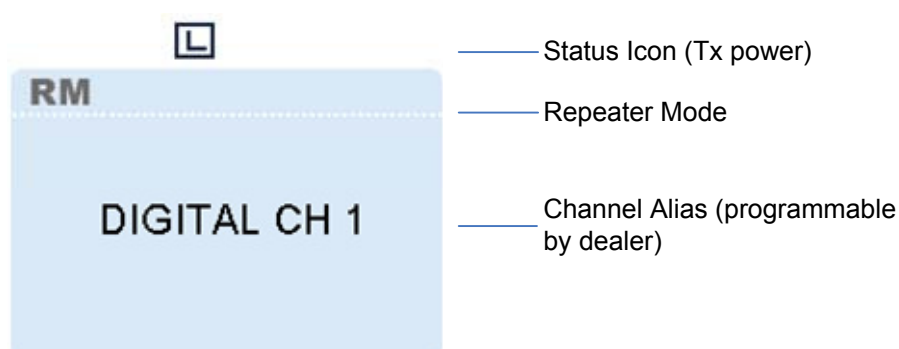 L
Status Icon (Tx power)
RM
Repeater Mode
DIGITAL CH 1
Channel Alias (programmable
by dealer)